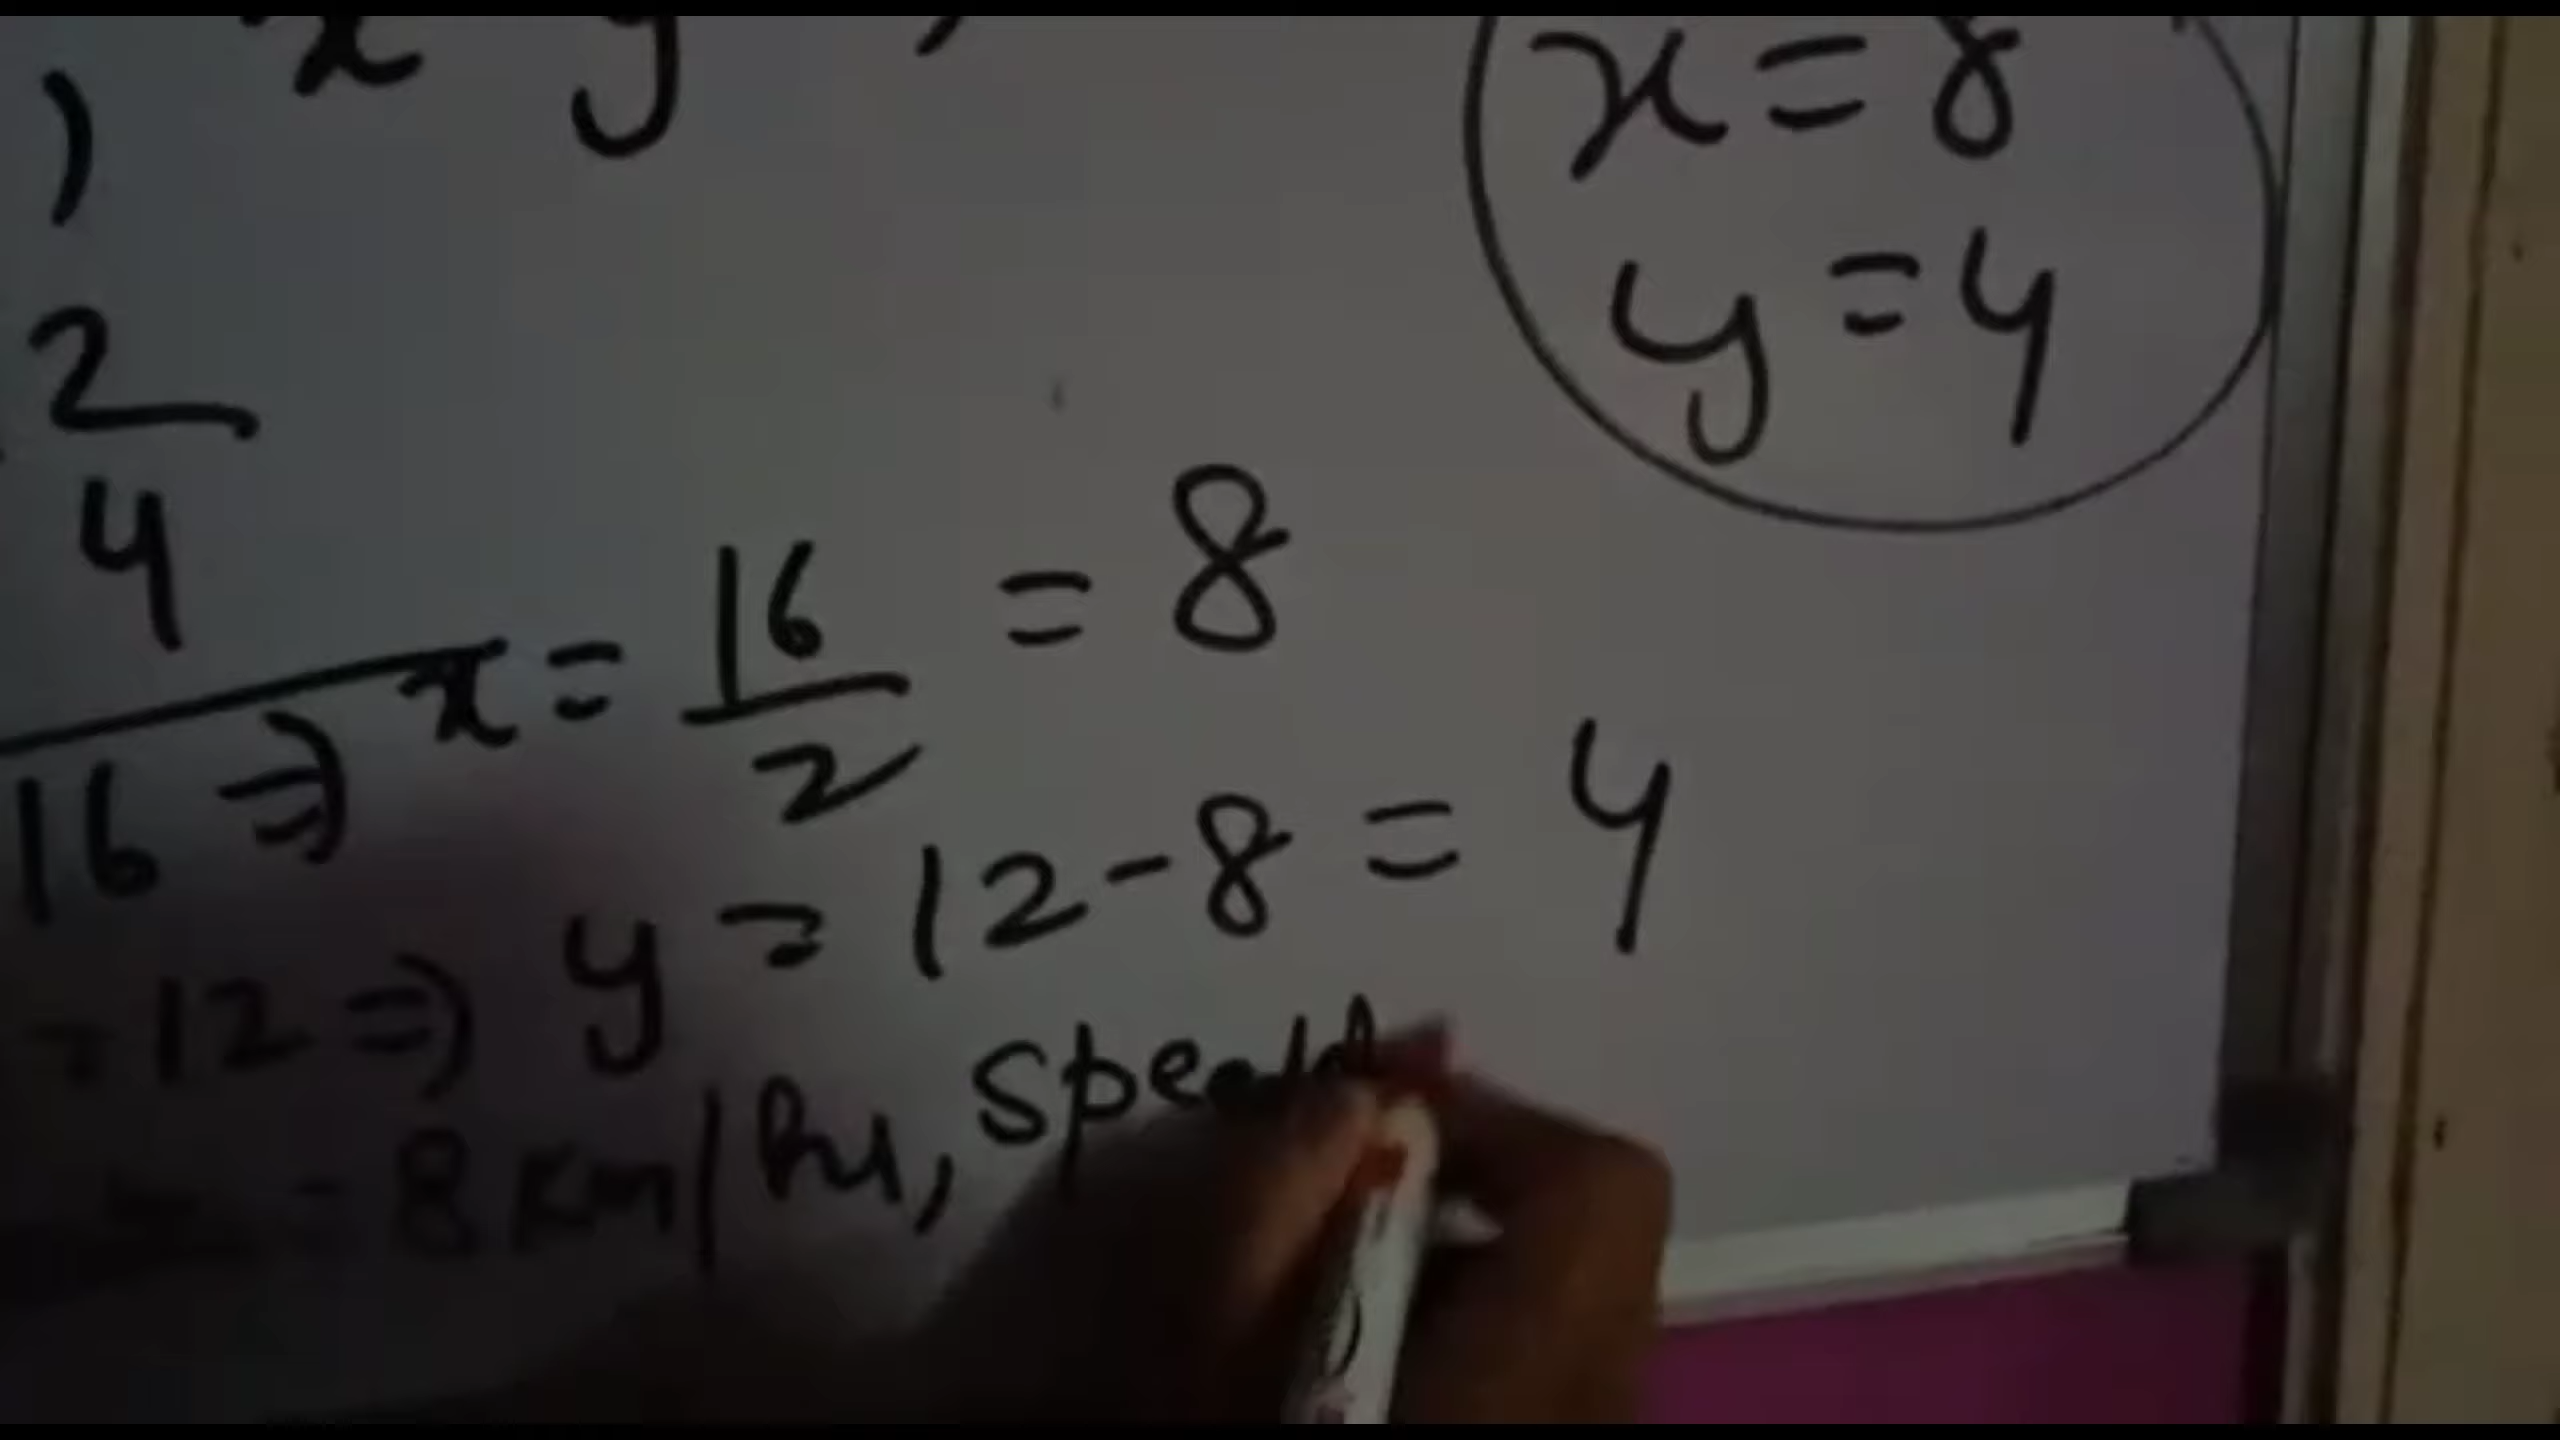 x y ,
x = 8
)
y = 4
2
4
x = 16/2 = 8
16 ⇒
= 12 ⇒ y = 12 - 8 = 4
= 8 km/hr, speed